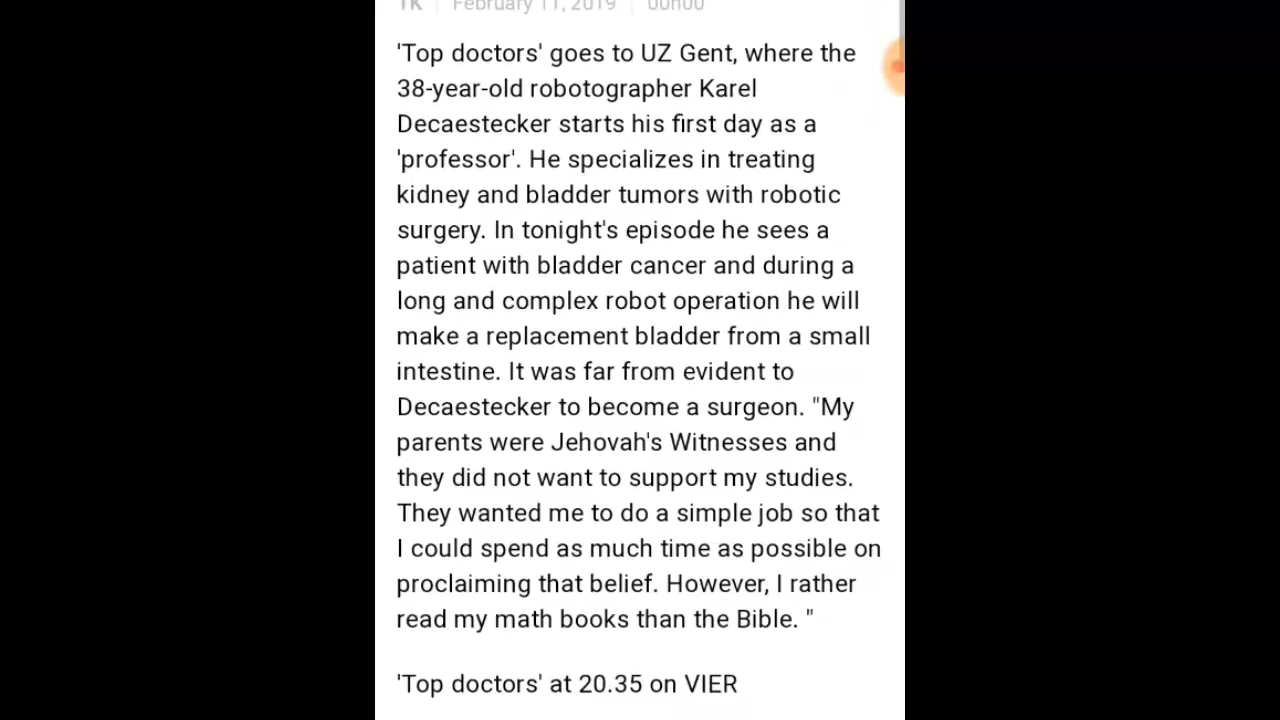 TK | February 11, 2019 | 00h00
'Top doctors' goes to UZ Gent, where the
38-year-old robotographer Karel
Decaestecker starts his first day as a
'professor'. He specializes in treating
kidney and bladder tumors with robotic
surgery. In tonight's episode he sees a
patient with bladder cancer and during a
long and complex robot operation he will
make a replacement bladder from a small
intestine. It was far from evident to
Decaestecker to become a surgeon. "My
parents were Jehovah's Witnesses and
they did not want to support my studies.
They wanted me to do a simple job so that
I could spend as much time as possible on
proclaiming that belief. However, I rather
read my math books than the Bible. "
'Top doctors' at 20.35 on VIER